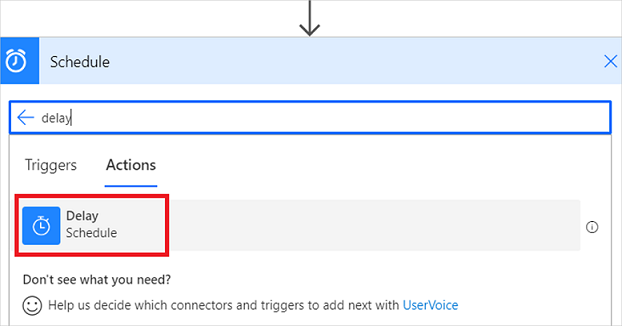 Schedule
delay
Triggers Actions
Delay
Schedule
Don't see what you need?
Help us decide which connectors and triggers to add next with UserVoice